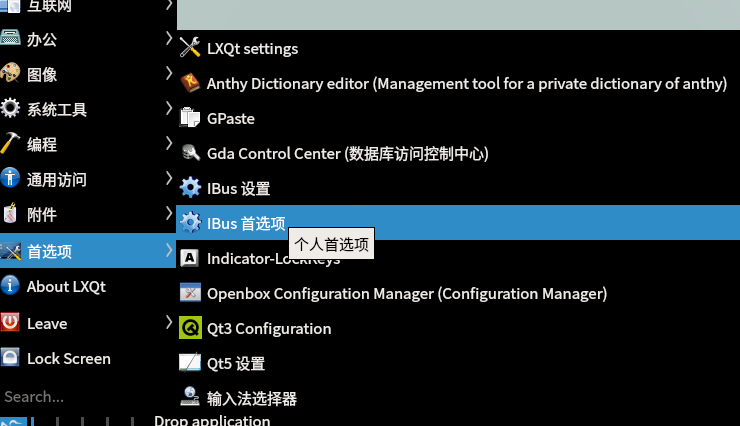 互联网
办公
图像
系统工具
编程
通用访问
附件
首选项
About LXQt
Leave
Lock Screen
Search...
LXQt settings
Anthy Dictionary editor (Management tool for a private dictionary of anthy)
GPaste
Gda Control Center (数据库访问控制中心)
IBus 设置
IBus 首选项
个人首选项
Indicator-LockKeys
Openbox Configuration Manager (Configuration Manager)
Qt3 Configuration
Qt5 设置
输入法选择器
Drop application